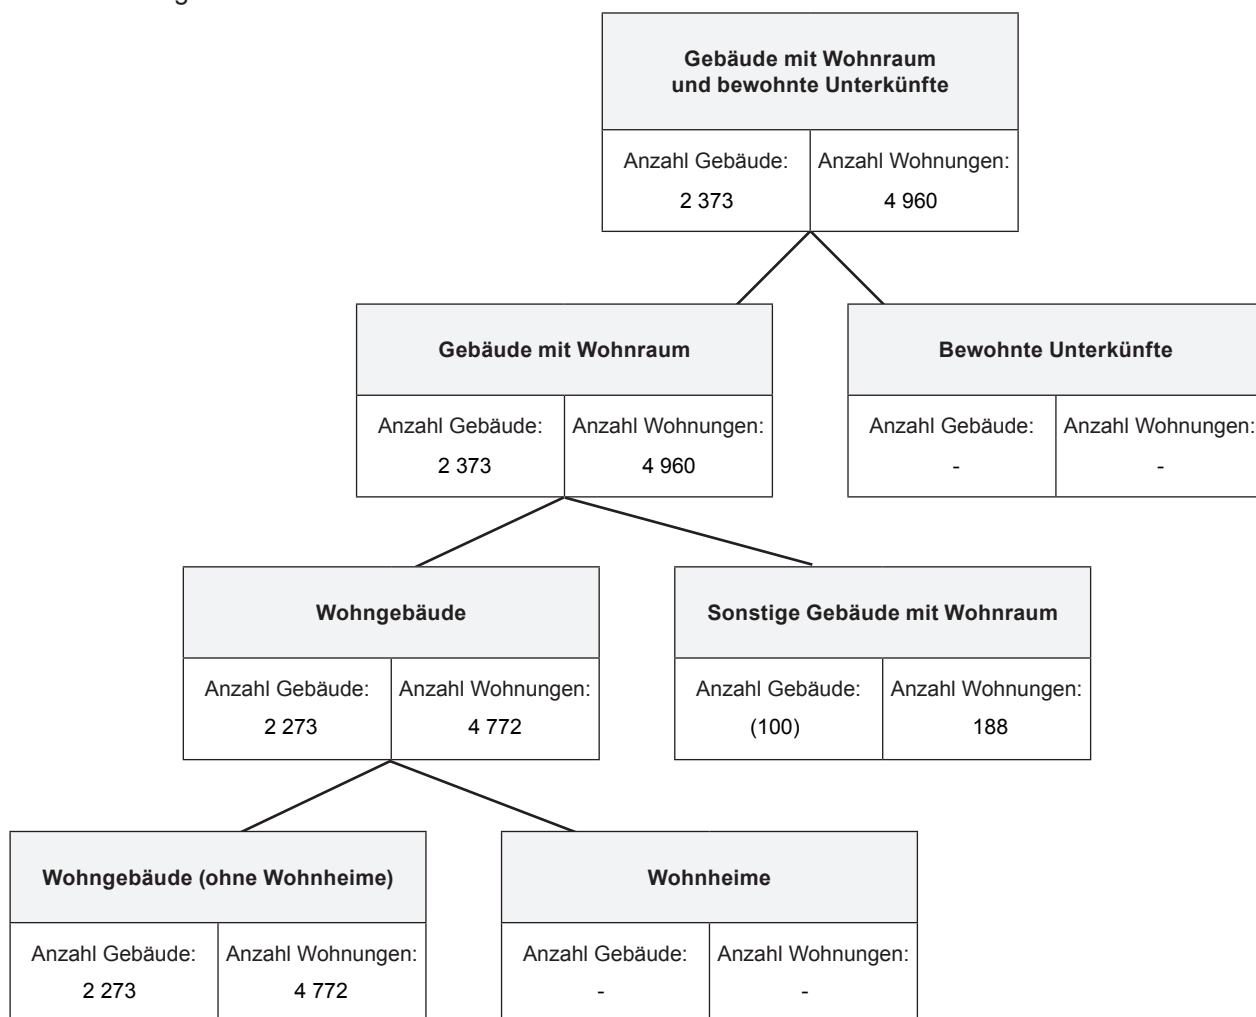 Gebäude mit Wohnraum
und bewohnte Unterkünfte
Anzahl Gebäude: Anzahl Wohnungen:
2 373 4 960
Gebäude mit Wohnraum
Anzahl Gebäude: Anzahl Wohnungen:
2 373 4 960
Bewohnte Unterkünfte
Anzahl Gebäude: Anzahl Wohnungen:
- -
Wohngebäude
Anzahl Gebäude: Anzahl Wohnungen:
2 273 4 772
Sonstige Gebäude mit Wohnraum
Anzahl Gebäude: Anzahl Wohnungen:
(100) 188
Wohngebäude (ohne Wohnheime)
Anzahl Gebäude: Anzahl Wohnungen:
2 273 4 772
Wohnheime
Anzahl Gebäude: Anzahl Wohnungen:
- -